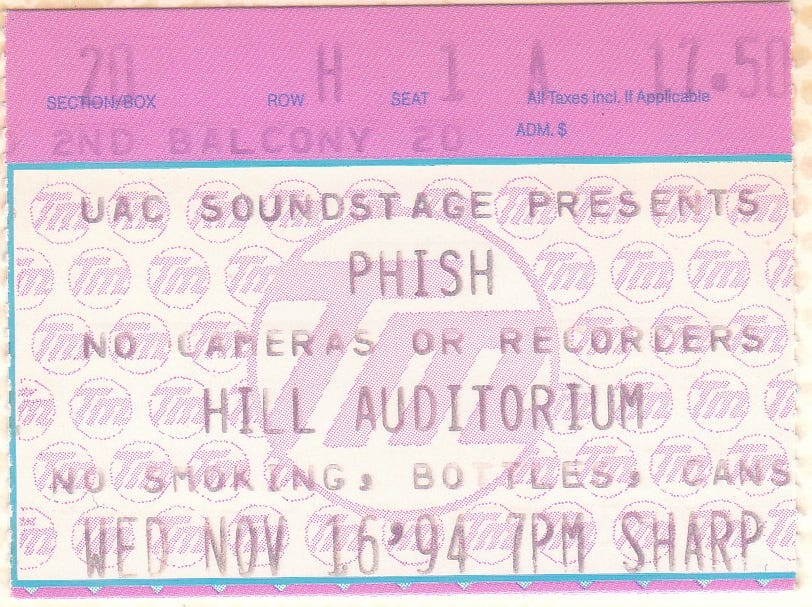 20 H 1 A 17.50
SECTION/BOX ROW SEAT All Taxes incl. If Applicable
ADM. $
2ND BALCONY 20
UAC SOUNDSTAGE PRESENTS
PHISH
NO CAMERAS OR RECORDERS
HILL AUDITORIUM
NO SMOKING, BOTTLES, CANS
WED NOV 16'94 7PM SHARP